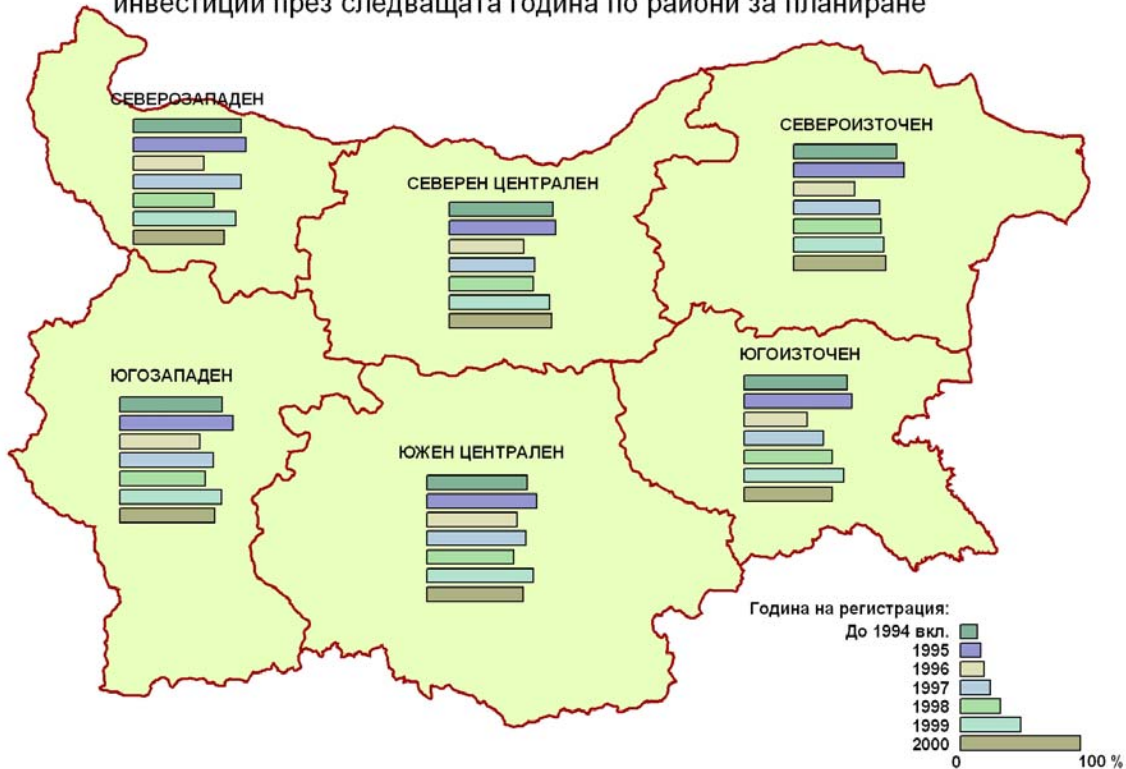 инвестиции през следващата година по райони за планиране
СЕВЕРОЗАПАДЕН
СЕВЕРОИЗТОЧЕН
СЕВЕРЕН ЦЕНТРАЛЕН
ЮГОИЗТОЧЕН
ЮГОЗАПАДЕН
ЮЖЕН ЦЕНТРАЛЕН
Година на регистрация:
До 1994 вкл.
1995
1996
1997
1998
1999
2000
0 100 %